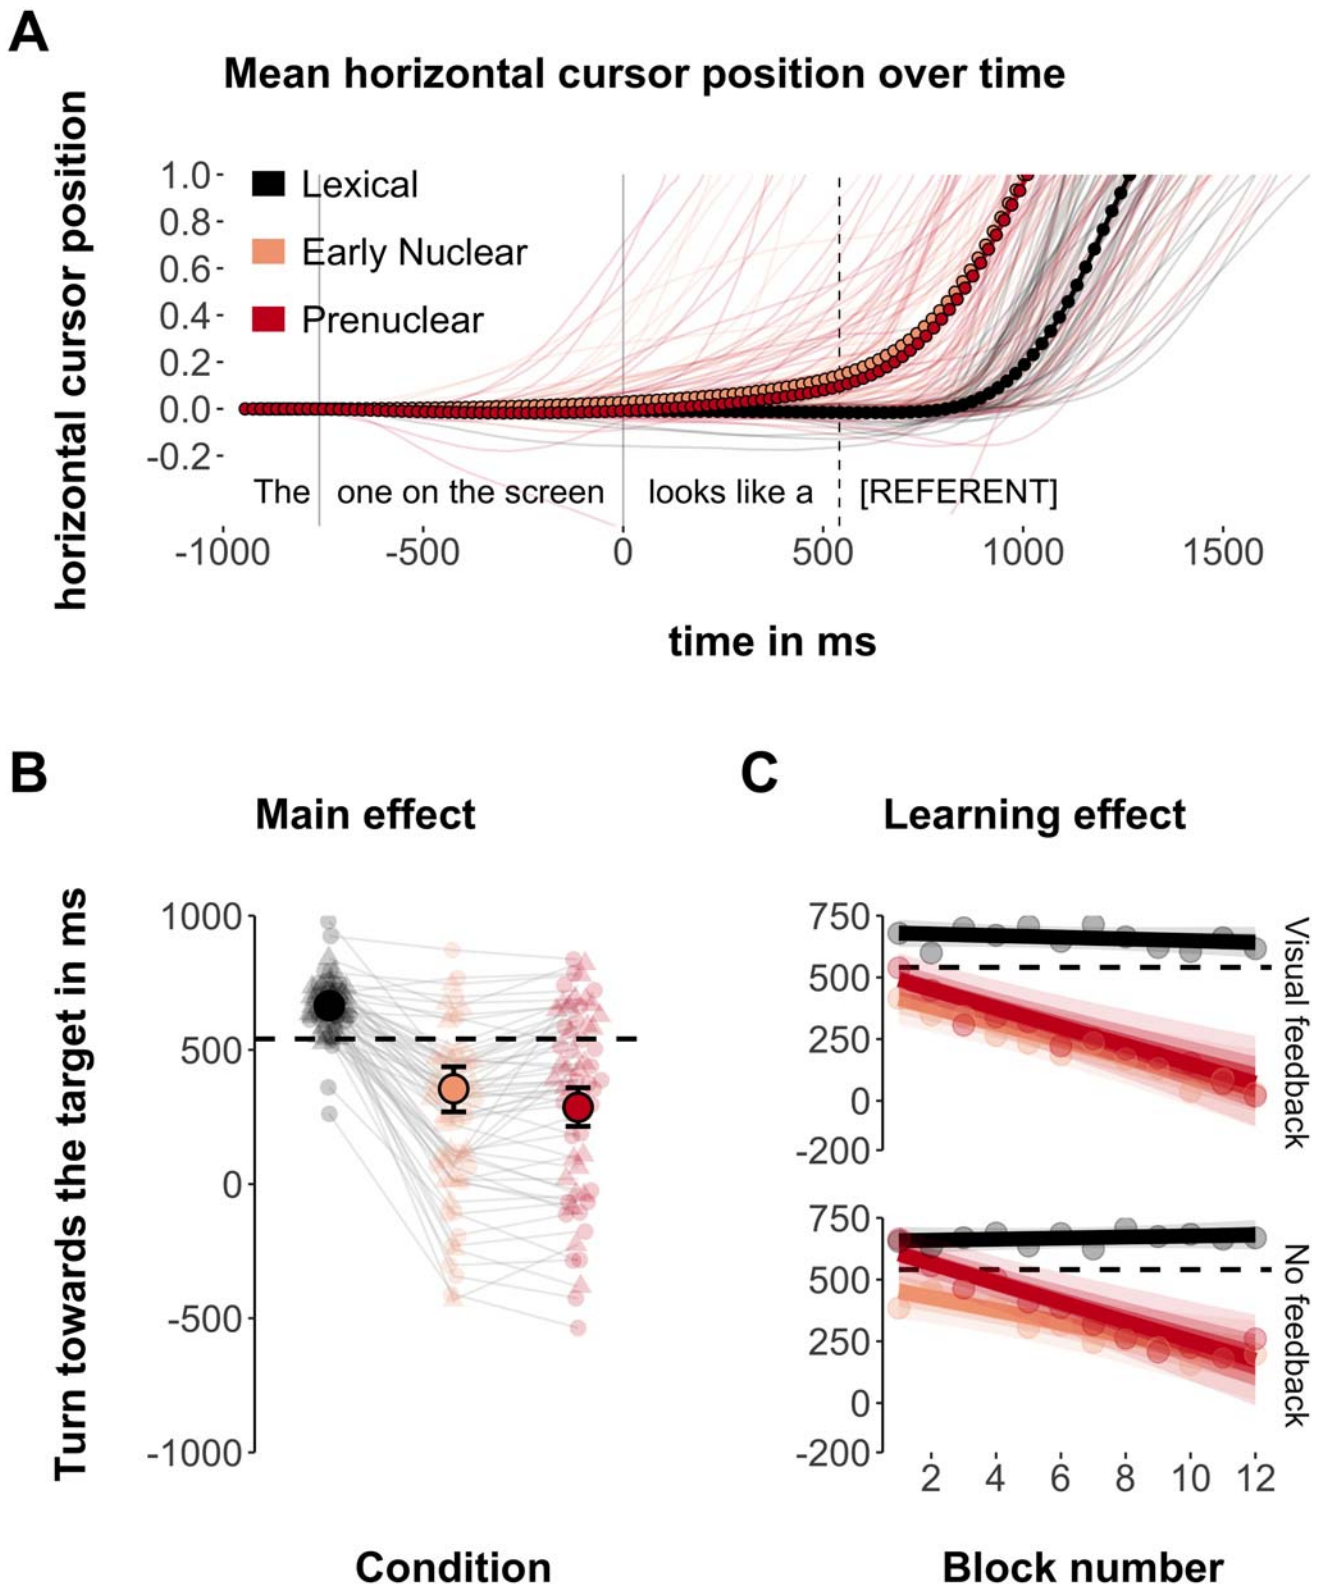 A
Mean horizontal cursor position over time
horizontal cursor position
1.0
0.8
0.6
0.4
0.2
0.0
-0.2
Lexical
Early Nuclear
Prenuclear
The one on the screen looks like a [REFERENT]
-1000 -500 0 500 1000 1500
time in ms
B
Main effect
Turn towards the target in ms
1000
500
0
-500
-1000
Condition
C
Learning effect
750
500
250
0
-200
Visual feedback
750
500
250
0
-200
No feedback
2 4 6 8 10 12
Block number